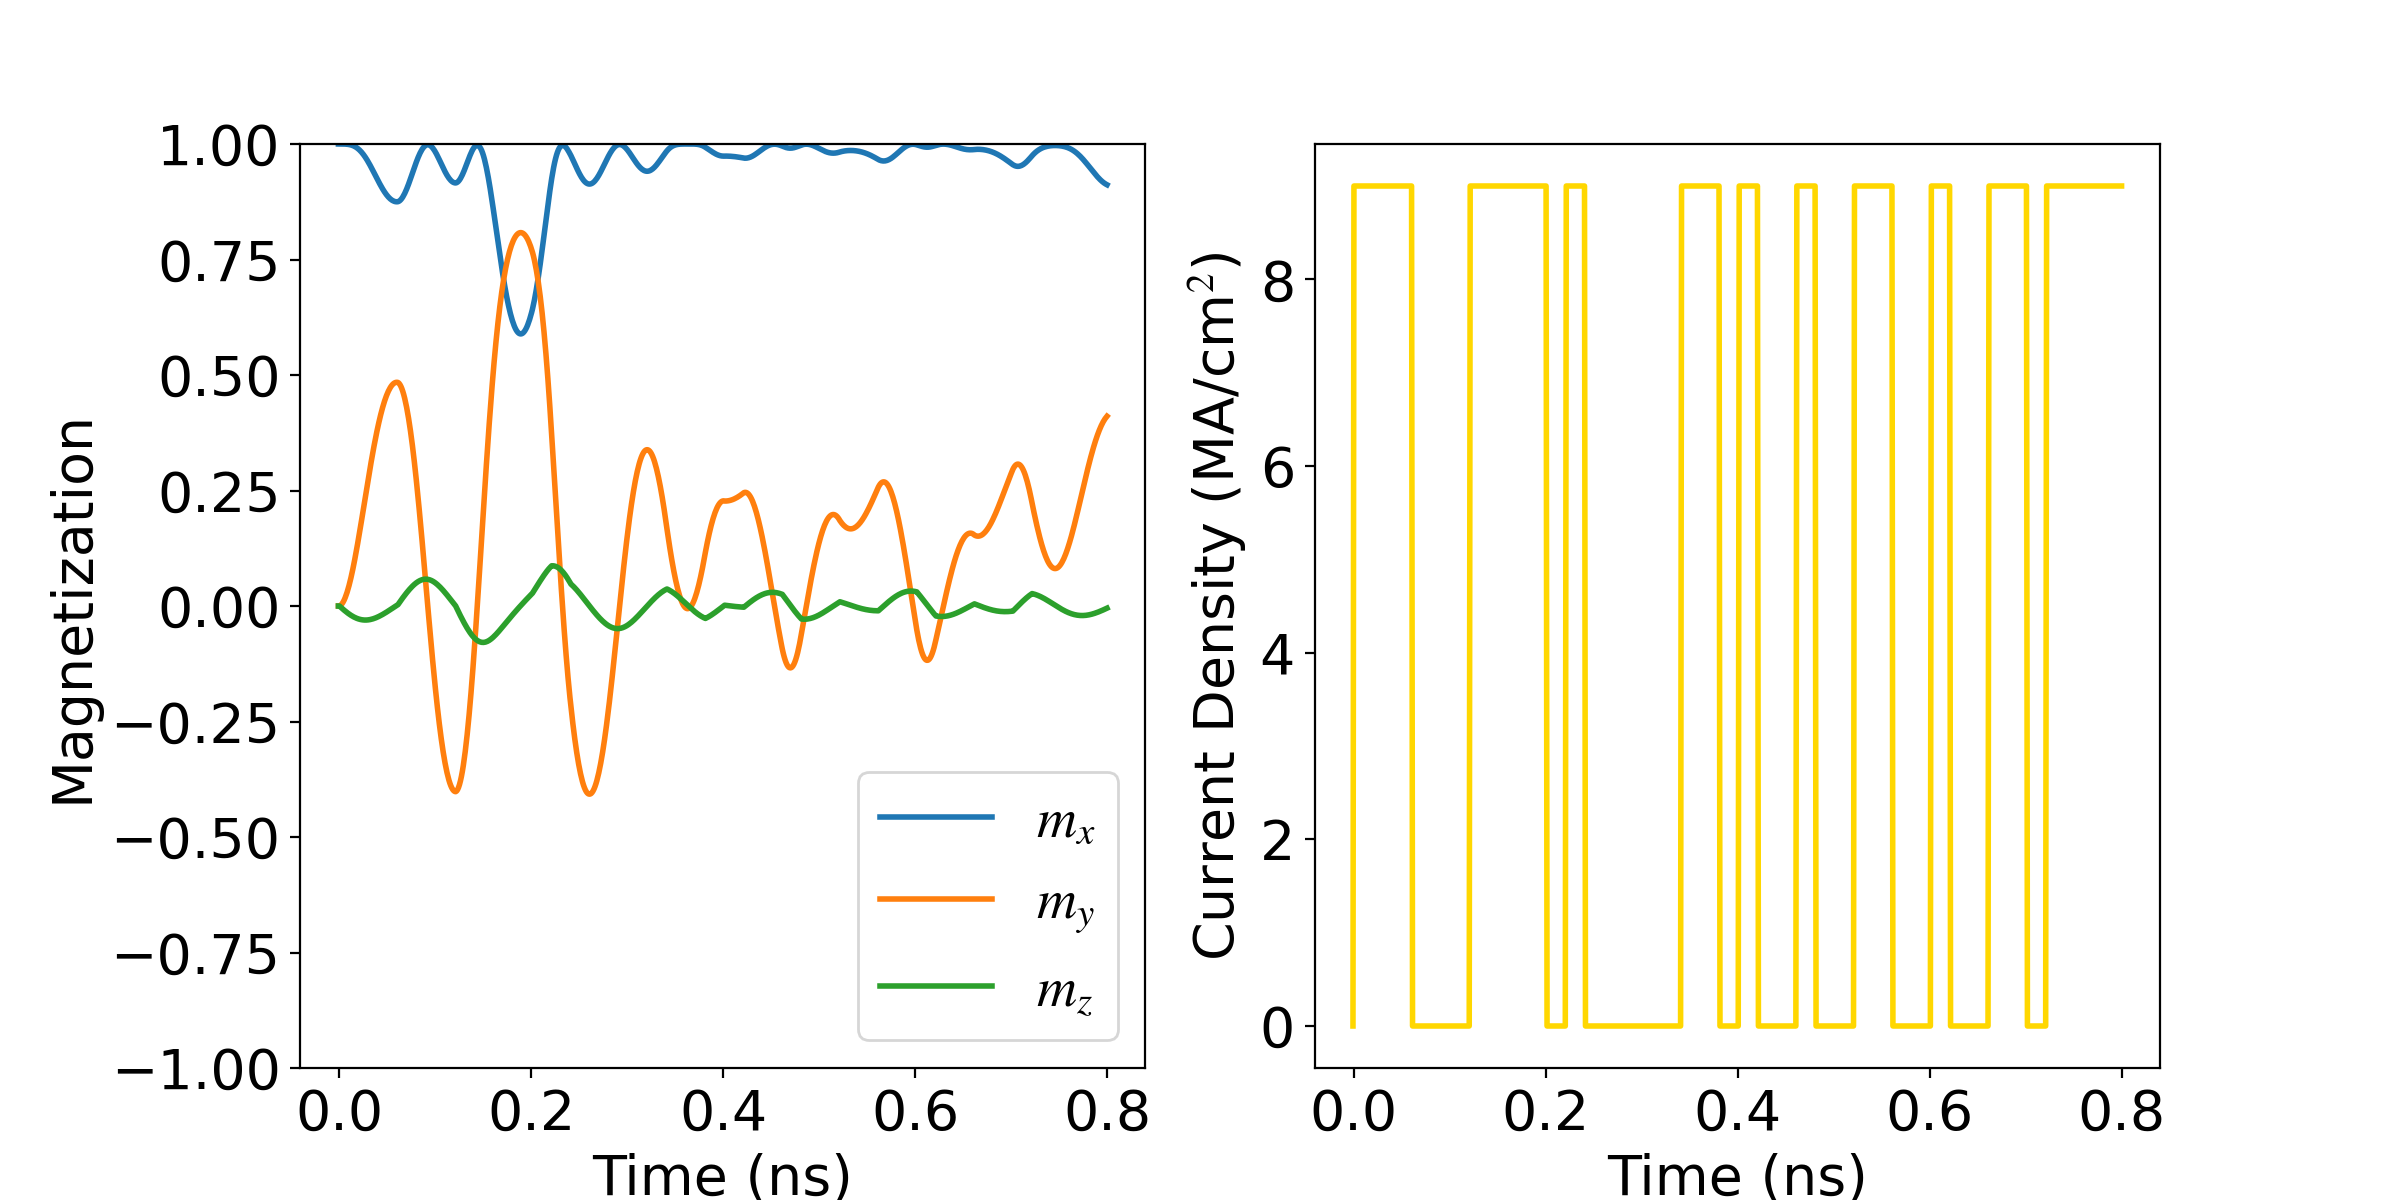 1.00
0.75
0.50
0.25
0.00
−0.25
−0.50
−0.75
−1.00
Magnetization
0.0 0.2 0.4 0.6 0.8
Time (ns)
m_x
m_y
m_z
8
6
4
2
0
Current Density (MA/cm²)
0.0 0.2 0.4 0.6 0.8
Time (ns)